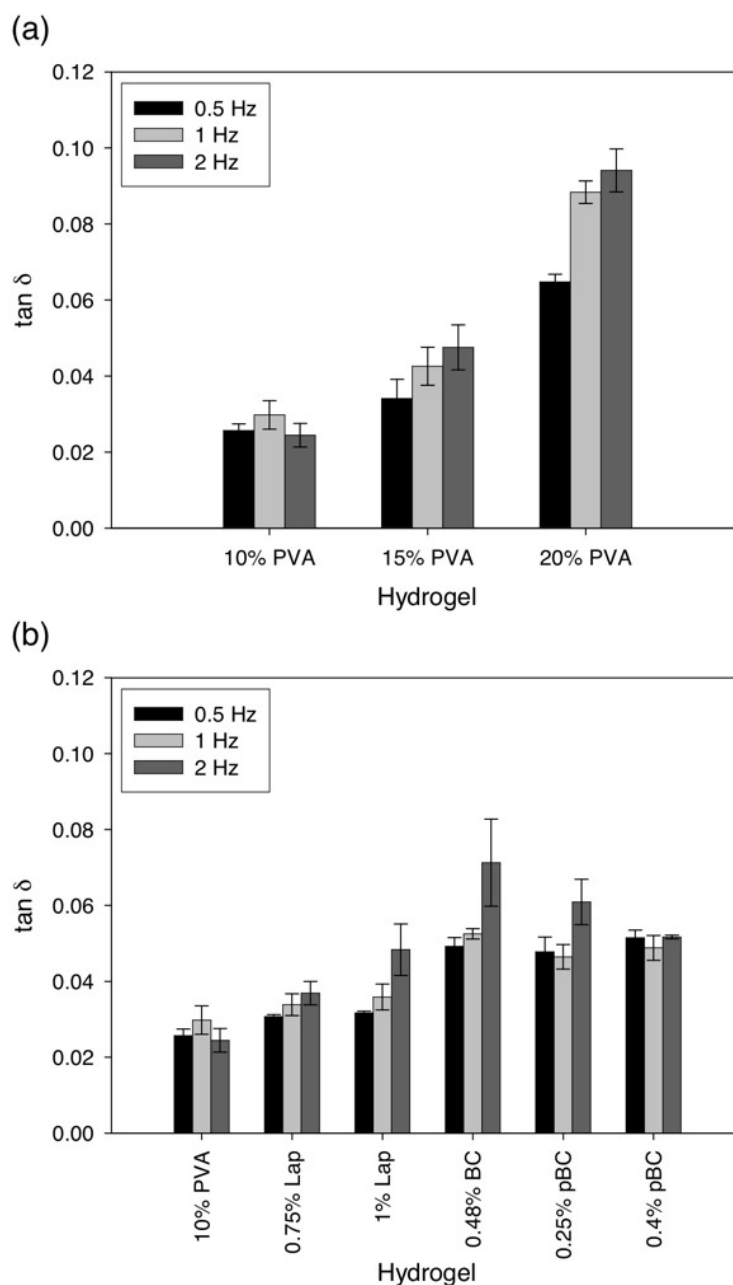 (a)
0.12
0.10
0.08
0.06
0.04
0.02
0.00
tan δ
0.5 Hz
1 Hz
2 Hz
10% PVA 15% PVA 20% PVA
Hydrogel
(b)
0.12
0.10
0.08
0.06
0.04
0.02
0.00
tan δ
0.5 Hz
1 Hz
2 Hz
10% PVA
0.75% Lap
1% Lap
0.48% BC
0.25% pBC
0.4% pBC
Hydrogel